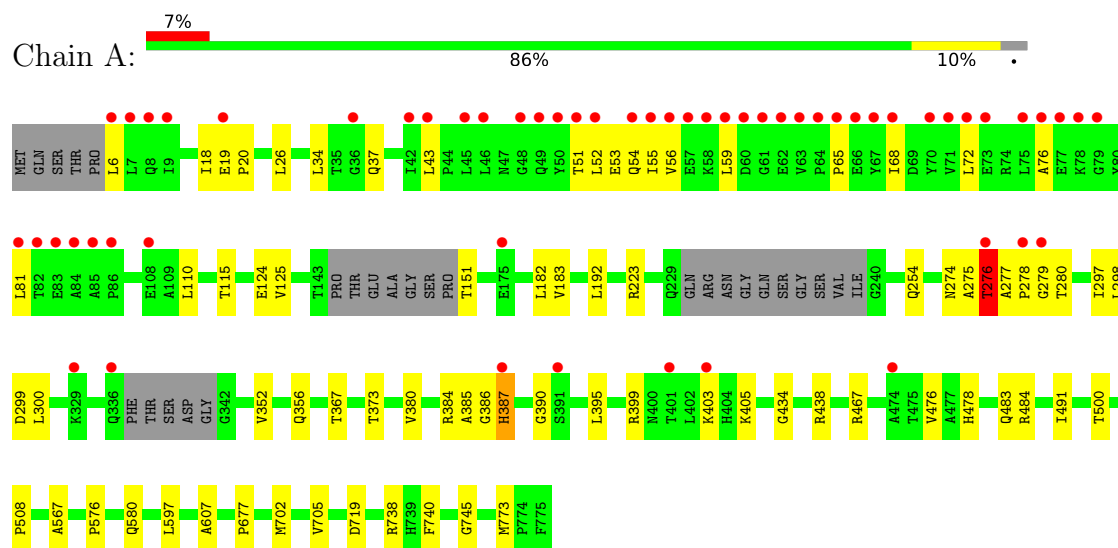 7%
Chain A:
86% 10% •
MET GLN SER THR PRO L6 L7 Q8 I9 I18 E19 P20 L26 L34 T35 G36 Q37 I42 L43 P44 L45 L46 N47 G48 Q49 Y50 T51 L52 E53 Q54 I55 V56 E57 K58 L59 D60 G61 E62 V63 P64 P65 E66 Y67 I68 D69 Y70 V71 L72 E73 R74 L75 A76 E77 K78 G79 Y80
L81 T82 E83 A84 A85 P86 E108 A109 L110 T115 E124 V125 T143 PRO THR GLU ALA GLY SER PRO T151 E175 L182 V183 L192 R223 Q229 GLN ARG ASN GLY GLN SER GLY SER VAL ILE G240 Q254 N274 A275 T276 A277 P278 G279 T280 I297 L298
D299 L300 K329 Q336 PHE THR SER ASP GLY G342 V352 Q356 T367 T373 V380 R384 A385 G386 H387 G390 S391 L395 R399 N400 T401 L402 K403 H404 K405 G434 R438 R467 A474 T475 V476 A477 H478 Q483 R484 I491 T500
P508 A567 P576 Q580 L597 A607 P677 M702 V705 D719 R738 H739 F740 G745 M773 P774 F775